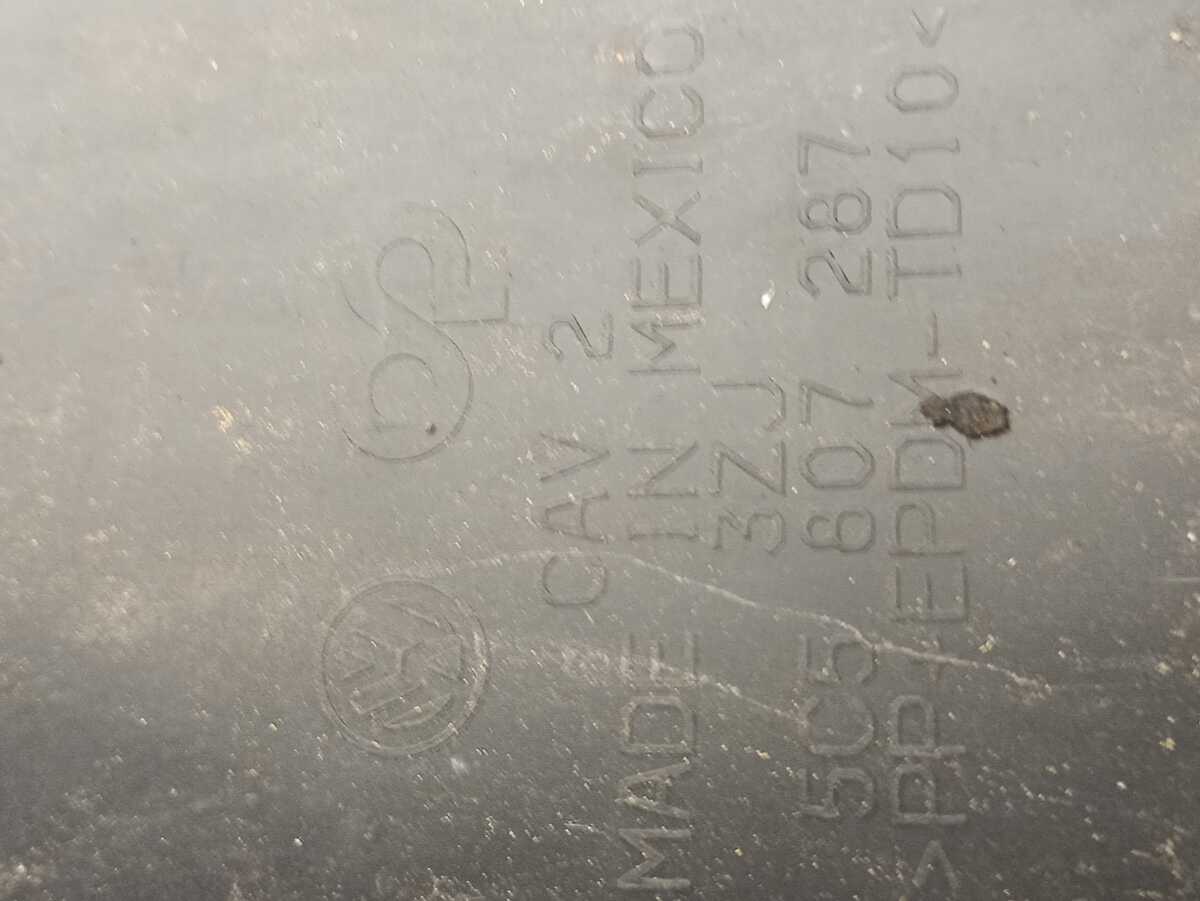 CAV 2
MADE IN MEXICO
3ZJ
5C5 807 287
>PP+EPDM-TD10<